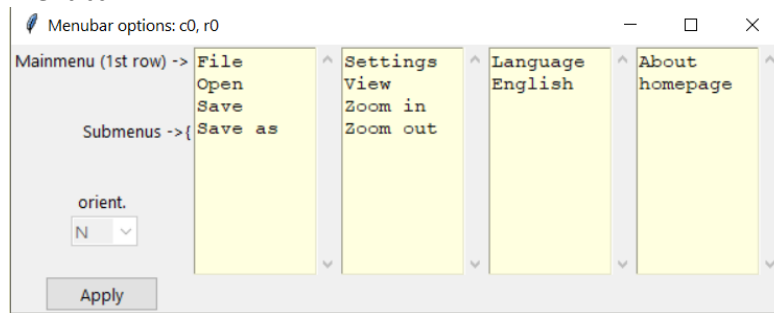 Menubar options: c0, r0
Mainmenu (1st row) ->
Submenus ->{
orient.
N
Apply
File
Open
Save
Save as
Settings
View
Zoom in
Zoom out
Language
English
About
homepage